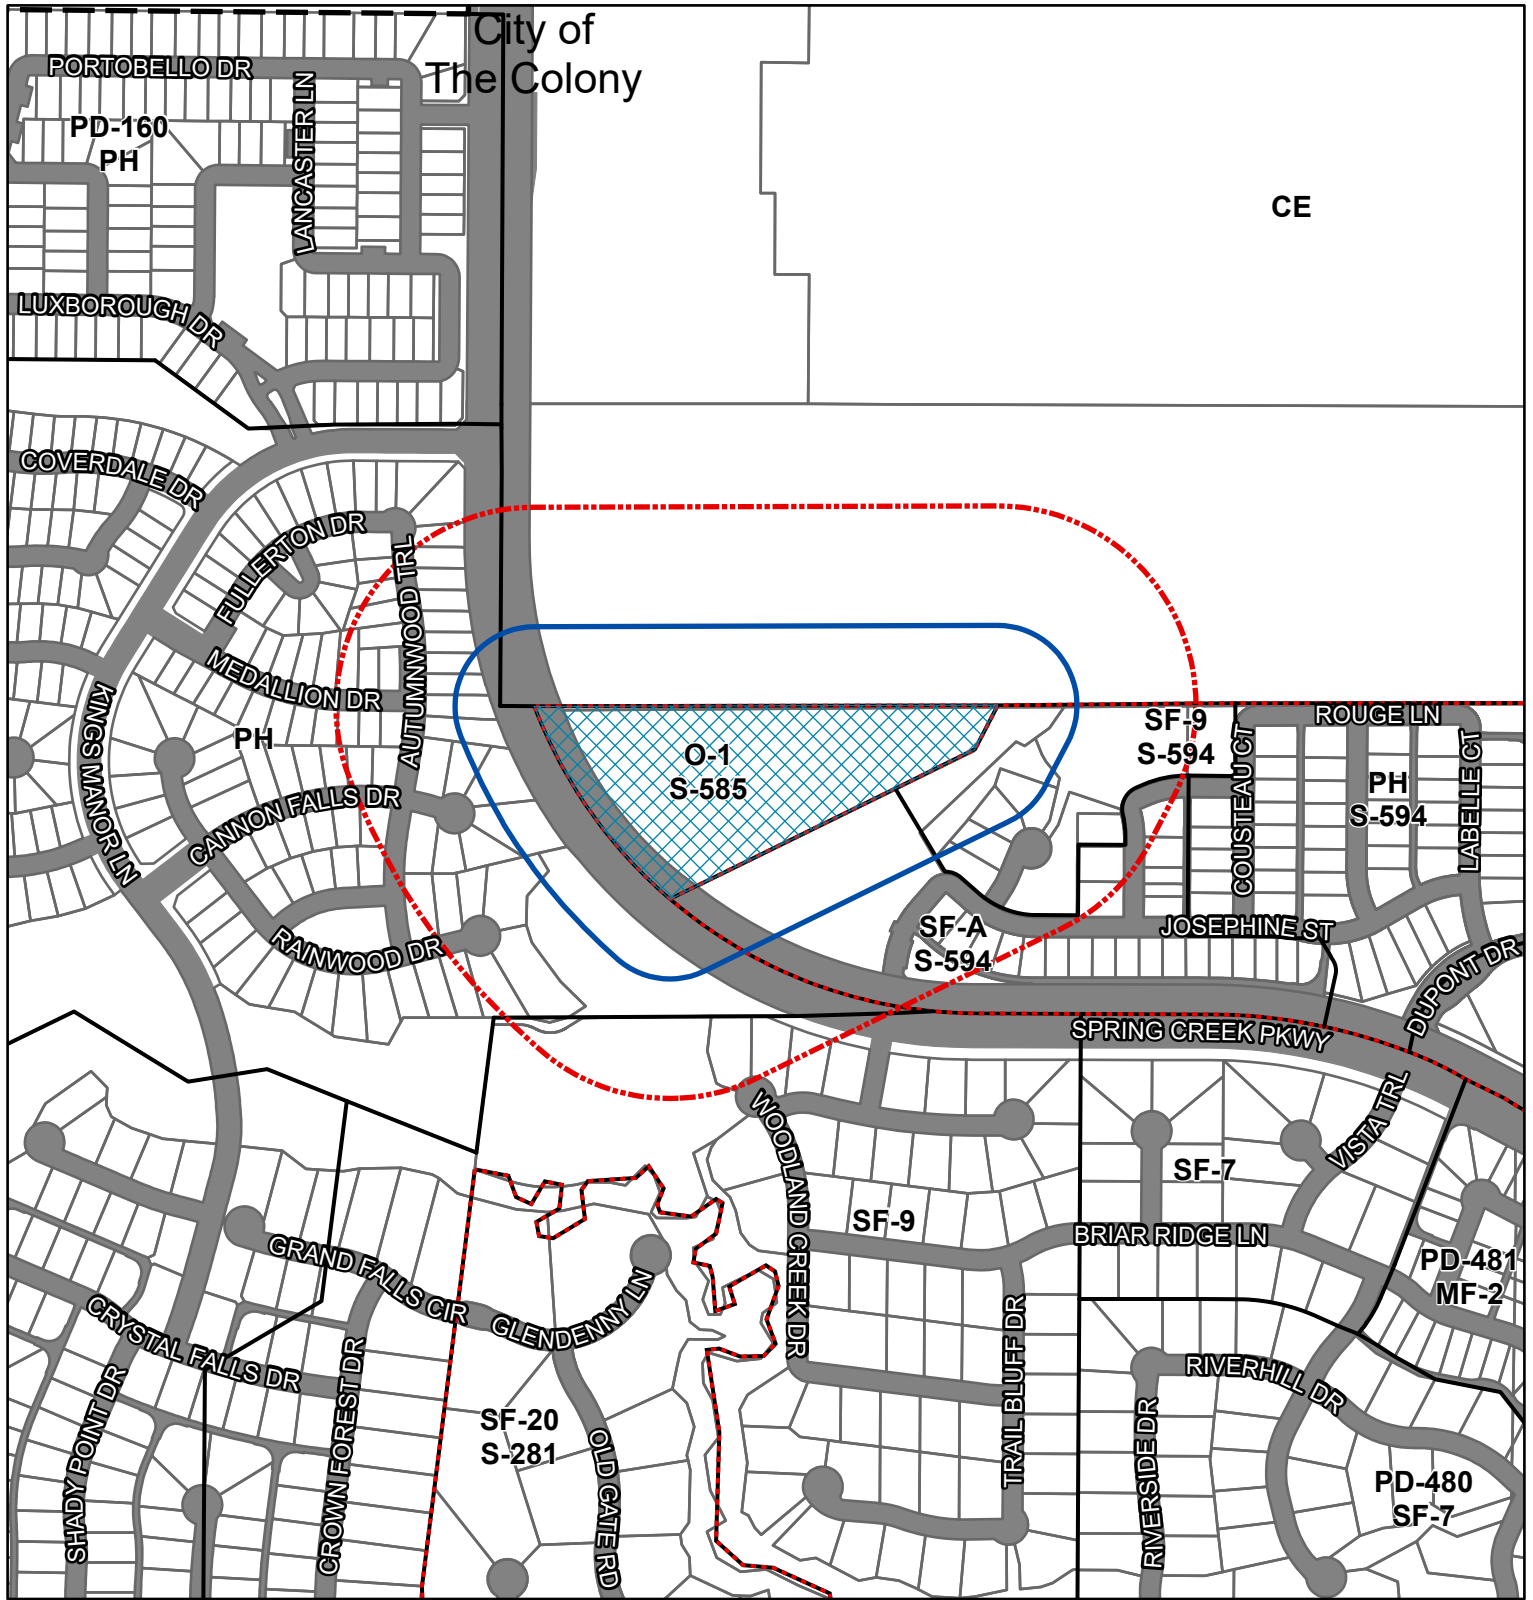 City of
The Colony
PORTOBELLO DR
LANCASTER LN
PD-160
PH
CE
LUXBOROUGH DR
COVERDALE DR
FULLERTON DR
AUTUMNWOOD TRL
MEDALLION DR
KINGS MANOR LN
PH
CANNON FALLS DR
RAINWOOD DR
O-1
S-585
SF-9
S-594
ROUGE LN
COUSTEAU CT
PH
S-594
LABELLE CT
SF-A
S-594
JOSEPHINE ST
DUPONT DR
SPRING CREEK PKWY
WOODLAND CREEK DR
VISTA TRL
SF-7
SF-9
BRIAR RIDGE LN
PD-481
MF-2
GRAND FALLS CIR
GLENDENNY LN
CRYSTAL FALLS DR
SHADY POINT DR
CROWN FOREST DR
SF-20
S-281
OLD GATE RD
TRAIL BLUFF DR
RIVERHILL DR
RIVERSIDE DR
PD-480
SF-7